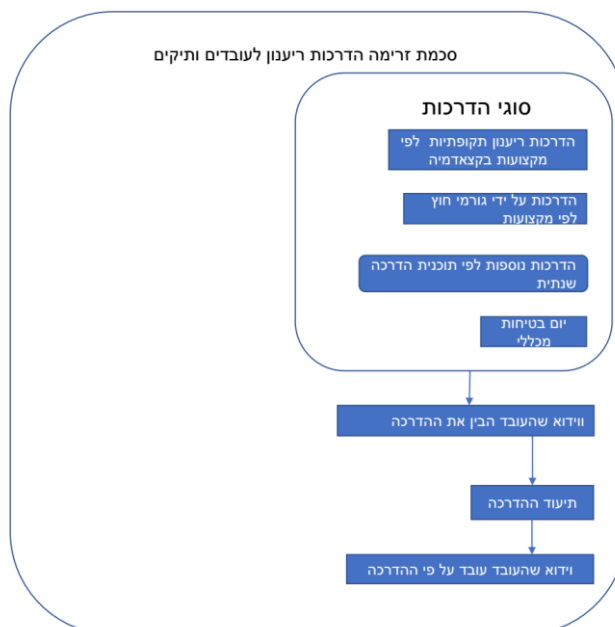 סכמת זרימה הדרכות ריענון לעובדים ותיקים
סוגי הדרכות
הדרכות ריענון תקופתיות לפי
מקצועות בקצאדמיה
הדרכות על ידי גורמי חוץ
לפי מקצועות
הדרכות נוספות לפי תוכנית הדרכה
שנתית
יום בטיחות
מכללי
ווידוא שהעובד הבין את ההדרכה
תיעוד ההדרכה
וידוא שהעובד עובד על פי ההדרכה